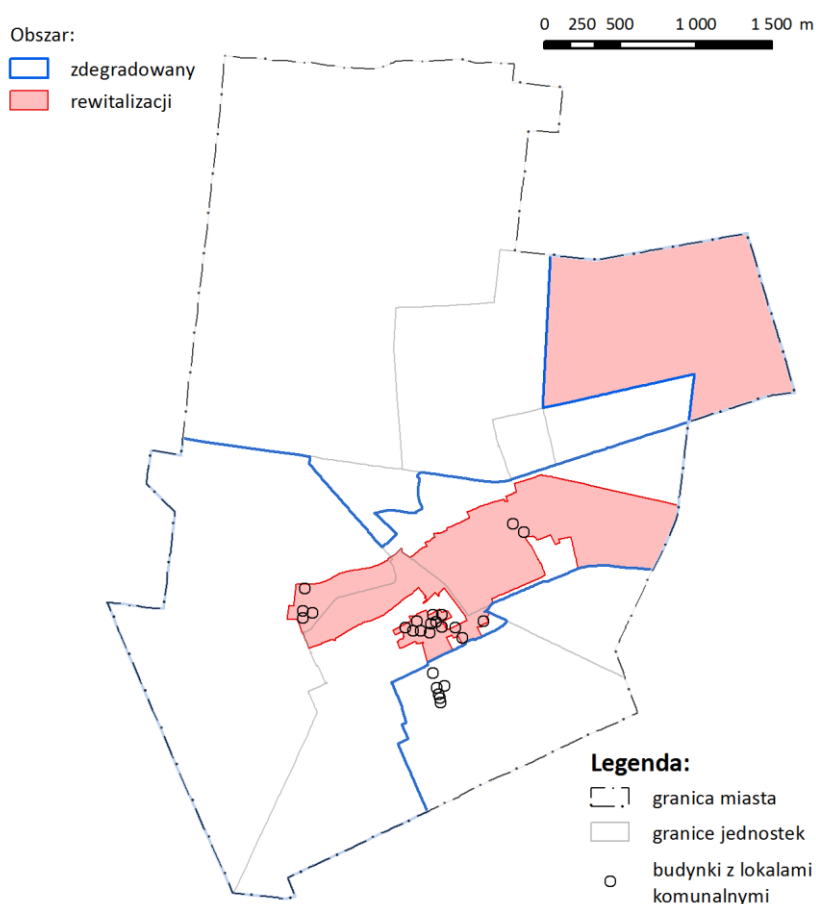 Obszar:
zdegradowany
rewitalizacji
0 250 500 1 000 1 500 m
Legenda:
granica miasta
granice jednostek
budynki z lokalami
komunalnymi